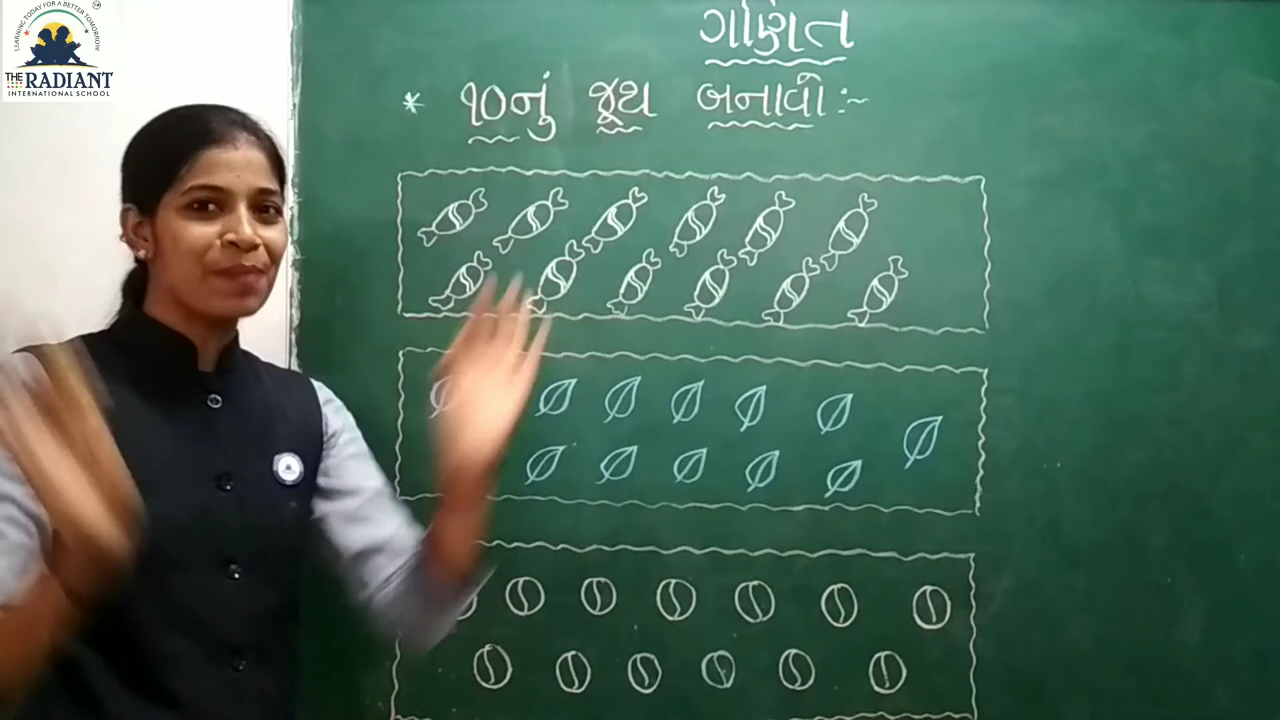 LEARNING TODAY FOR A BETTER TOMORROW
THE RADIANT
INTERNATIONAL SCHOOL
ગણિત
* ૧૦નું જૂથ બનાવી :~